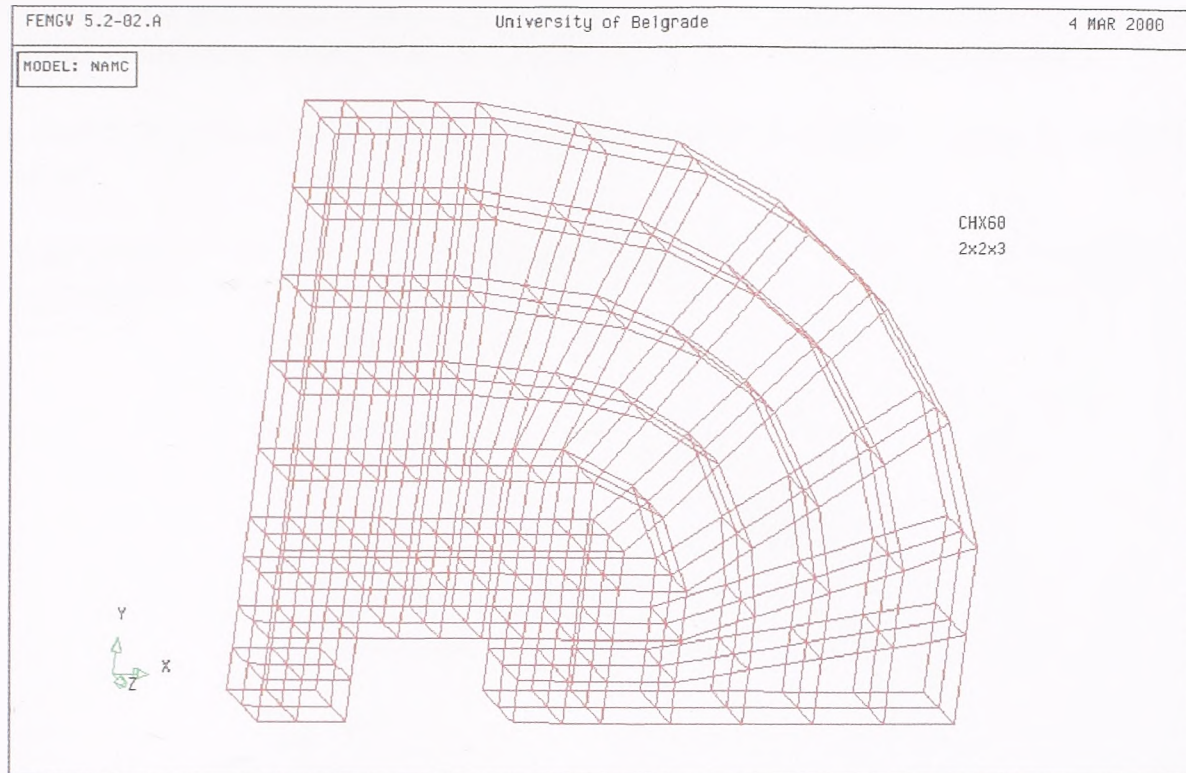 FEMGV 5.2-02.A
University of Belgrade
4 MAR 2000
MODEL: NAMC
CHX60
2x2x3
Y
X
Z